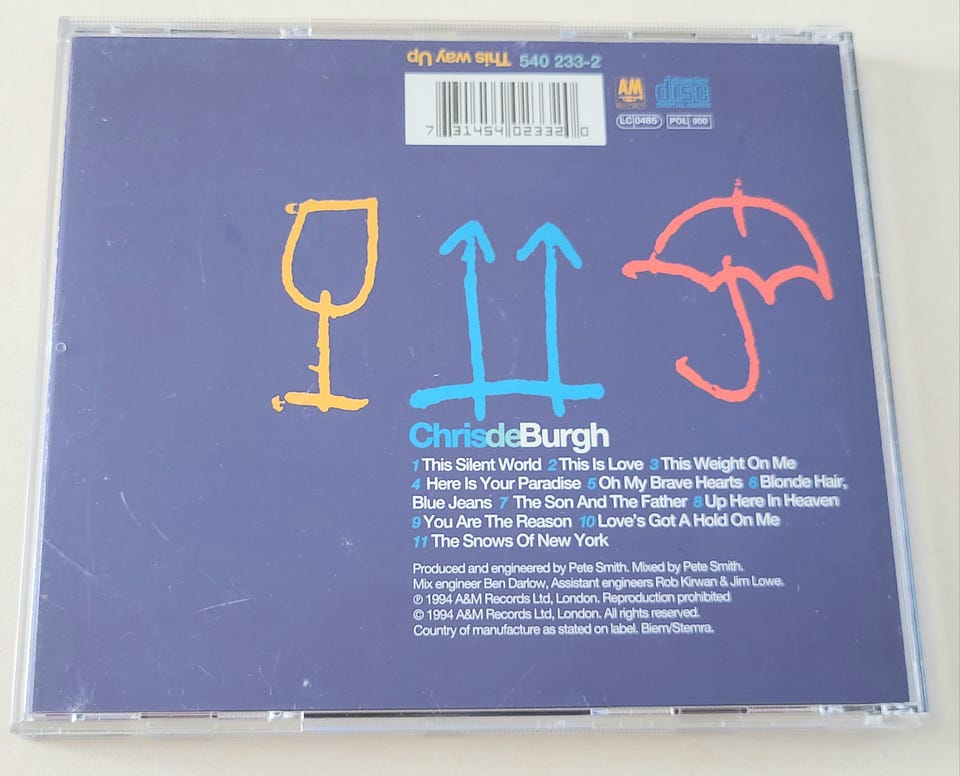 This way Up 540 233-2
7 31454 02332 0
AM
RECORDS
COMPACT
disc
DIGITAL AUDIO
LC 0485 POL 900
ChrisdeBurgh
1 This Silent World 2 This Is Love 3 This Weight On Me
4 Here Is Your Paradise 5 Oh My Brave Hearts 6 Blonde Hair,
Blue Jeans 7 The Son And The Father 8 Up Here In Heaven
9 You Are The Reason 10 Love's Got A Hold On Me
11 The Snows Of New York
Produced and engineered by Pete Smith. Mixed by Pete Smith.
Mix engineer Ben Darlow, Assistant engineers Rob Kirwan & Jim Lowe.
℗ 1994 A&M Records Ltd, London. Reproduction prohibited
© 1994 A&M Records Ltd, London. All rights reserved.
Country of manufacture as stated on label. Biem/Stemra.